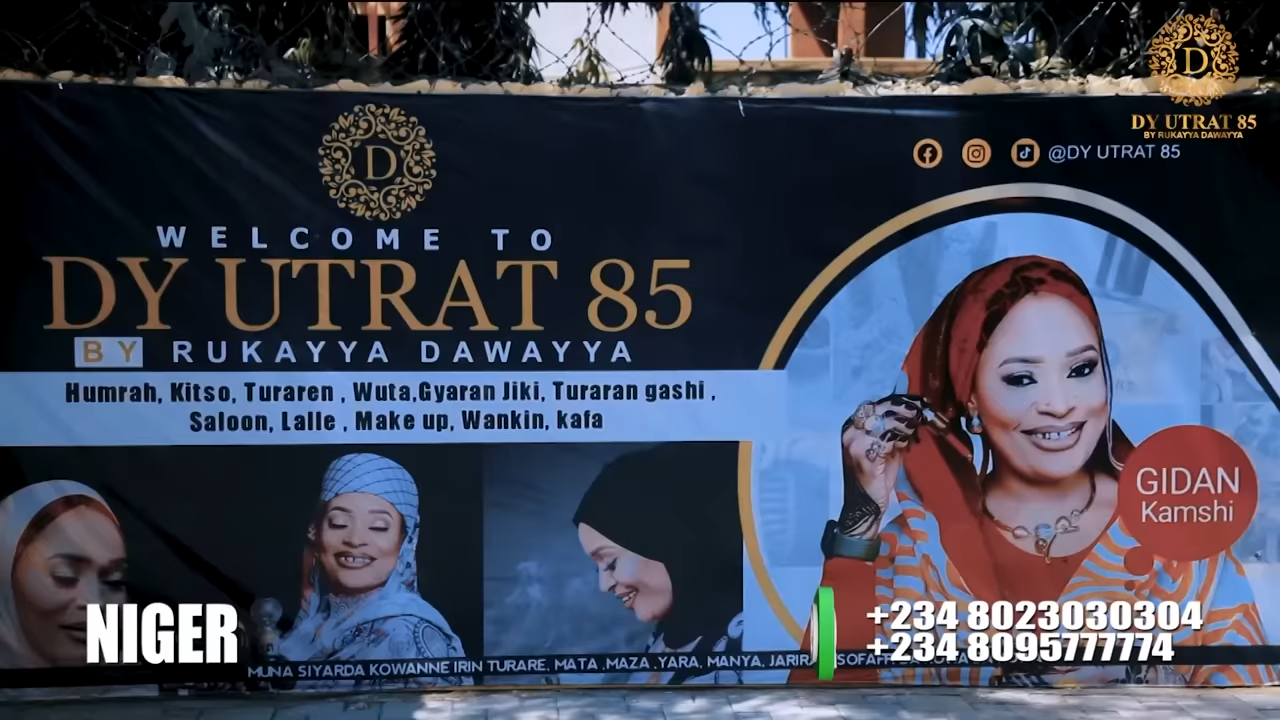 D
DY UTRAT 85
BY RUKAYYA DAWAYYA
@DY UTRAT 85
D
WELCOME TO
DY UTRAT 85
BY RUKAYYA DAWAYYA
Humrah, Kitso, Turaren , Wuta,Gyaran Jiki, Turaran gashi ,
Saloon, Lalle , Make up, Wankin, kafa
GIDAN
Kamshi
NIGER
+234 8023030304
+234 8095777774
MUNA SIYARDA KOWANNE IRIN TURARE, MATA ,MAZA ,YARA, MANYA,